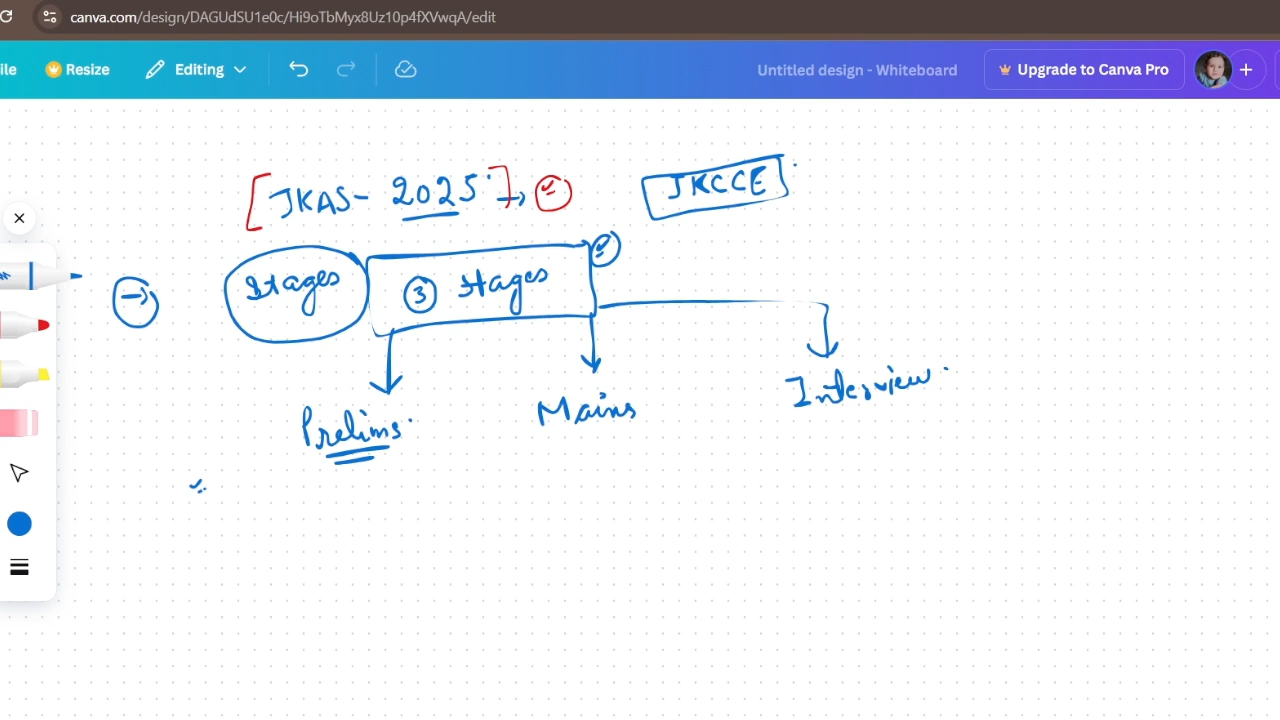 canva.com/design/DAGUdSU1e0c/Hi9oTbMyx8Uz10p4fXVwqA/edit
ile Resize Editing Untitled design - Whiteboard Upgrade to Canva Pro +
[JKAS- 2025] → JKCCE
→ Stages ③ Stages
Prelims. Mains Interview.